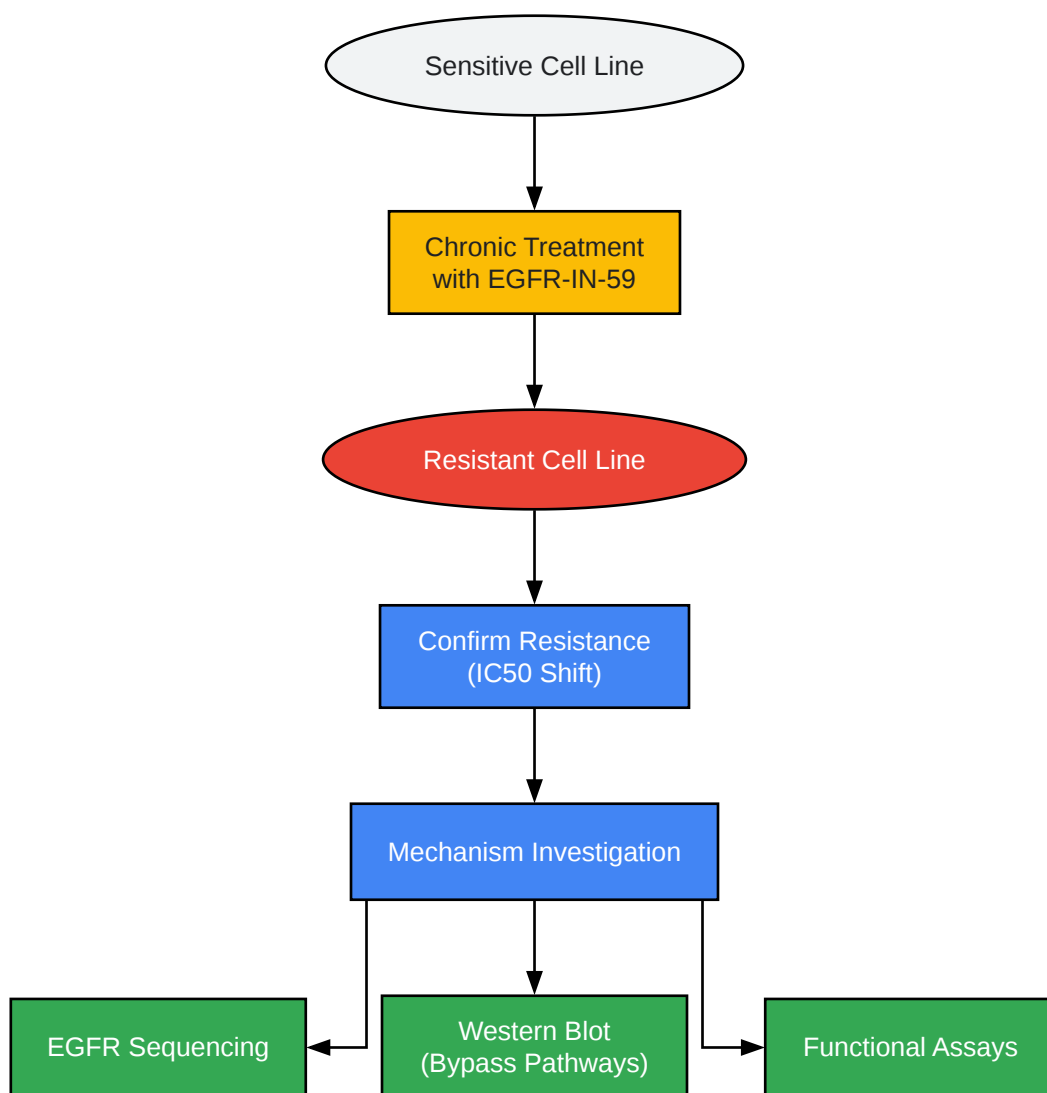 Sensitive Cell Line
Chronic Treatment
with EGFR-IN-59
Resistant Cell Line
Confirm Resistance
(IC50 Shift)
Mechanism Investigation
EGFR Sequencing
Western Blot
(Bypass Pathways)
Functional Assays